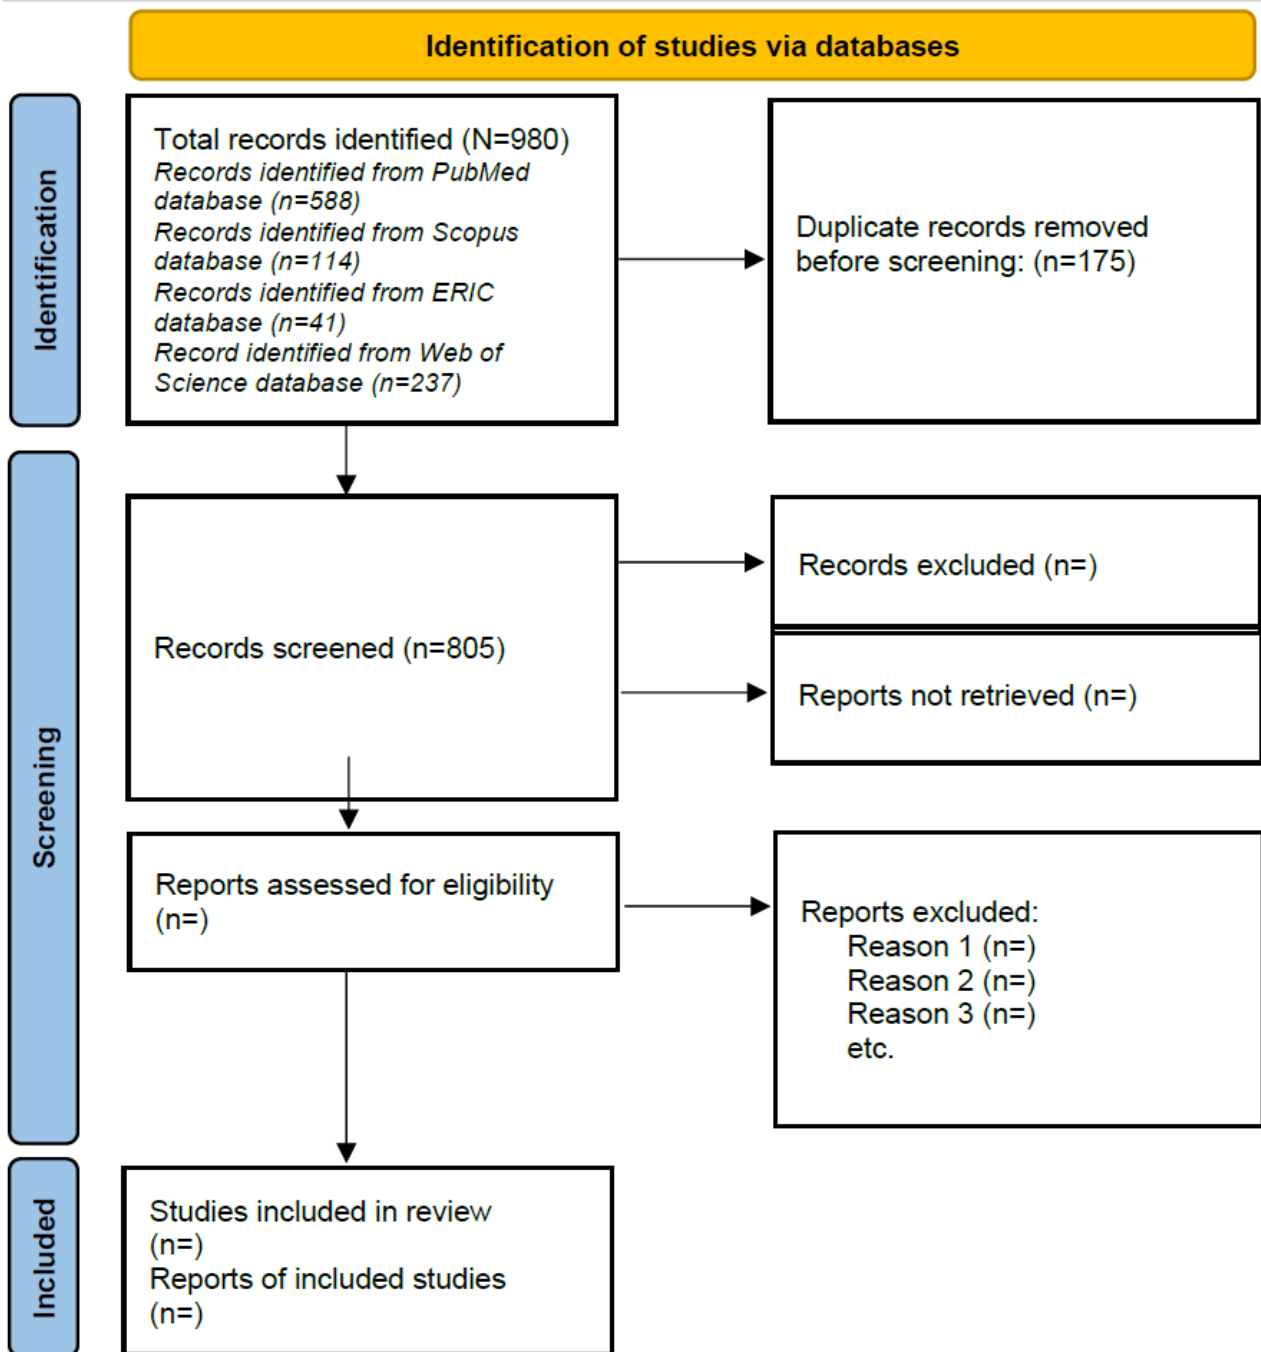 Identification of studies via databases
Identification
Total records identified (N=980)
Records identified from PubMed
database (n=588)
Records identified from Scopus
database (n=114)
Records identified from ERIC
database (n=41)
Record identified from Web of
Science database (n=237)
Duplicate records removed
before screening: (n=175)
Screening
Records screened (n=805)
Records excluded (n=)
Reports not retrieved (n=)
Reports assessed for eligibility
(n=)
Reports excluded:
Reason 1 (n=)
Reason 2 (n=)
Reason 3 (n=)
etc.
Included
Studies included in review
(n=)
Reports of included studies
(n=)